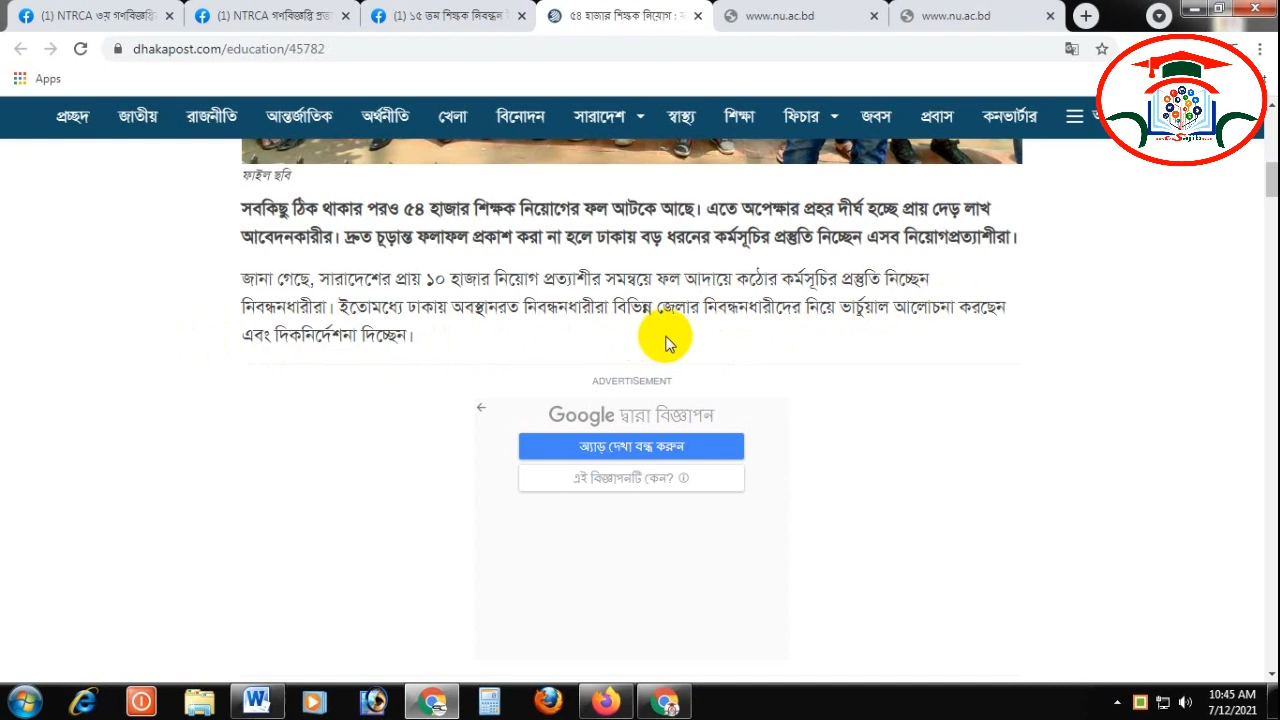 (1) NTRCA ৩য় গণবিজ্ঞপ্তি
(1) NTRCA গণবিজ্ঞপ্তি প্রত্য
(1) ১৫ তম শিক্ষক নিবন্ধন
৫৪ হাজার শিক্ষক নিয়োগ :
www.nu.ac.bd
www.nu.ac.bd
dhakapost.com/education/45782
Apps
প্রচ্ছদ জাতীয় রাজনীতি আন্তর্জাতিক অর্থনীতি খেলা বিনোদন সারাদেশ স্বাস্থ্য শিক্ষা ফিচার জবস প্রবাস কনভার্টার
Sajib
ফাইল ছবি
সবকিছু ঠিক থাকার পরও ৫৪ হাজার শিক্ষক নিয়োগের ফল আটকে আছে। এতে অপেক্ষার প্রহর দীর্ঘ হচ্ছে প্রায় দেড় লাখ
আবেদনকারীর। দ্রুত চূড়ান্ত ফলাফল প্রকাশ করা না হলে ঢাকায় বড় ধরনের কর্মসূচির প্রস্তুতি নিচ্ছেন এসব নিয়োগপ্রত্যাশীরা।
জানা গেছে, সারাদেশের প্রায় ১০ হাজার নিয়োগ প্রত্যাশীর সমন্বয়ে ফল আদায়ে কঠোর কর্মসূচির প্রস্তুতি নিচ্ছেন
নিবন্ধনধারীরা। ইতোমধ্যে ঢাকায় অবস্থানরত নিবন্ধনধারীরা বিভিন্ন জেলার নিবন্ধনধারীদের নিয়ে ভার্চুয়াল আলোচনা করছেন
এবং দিকনির্দেশনা দিচ্ছেন।
ADVERTISEMENT
Google দ্বারা বিজ্ঞাপন
অ্যাড দেখা বন্ধ করুন
এই বিজ্ঞাপনটি কেন?
10:45 AM
7/12/2021